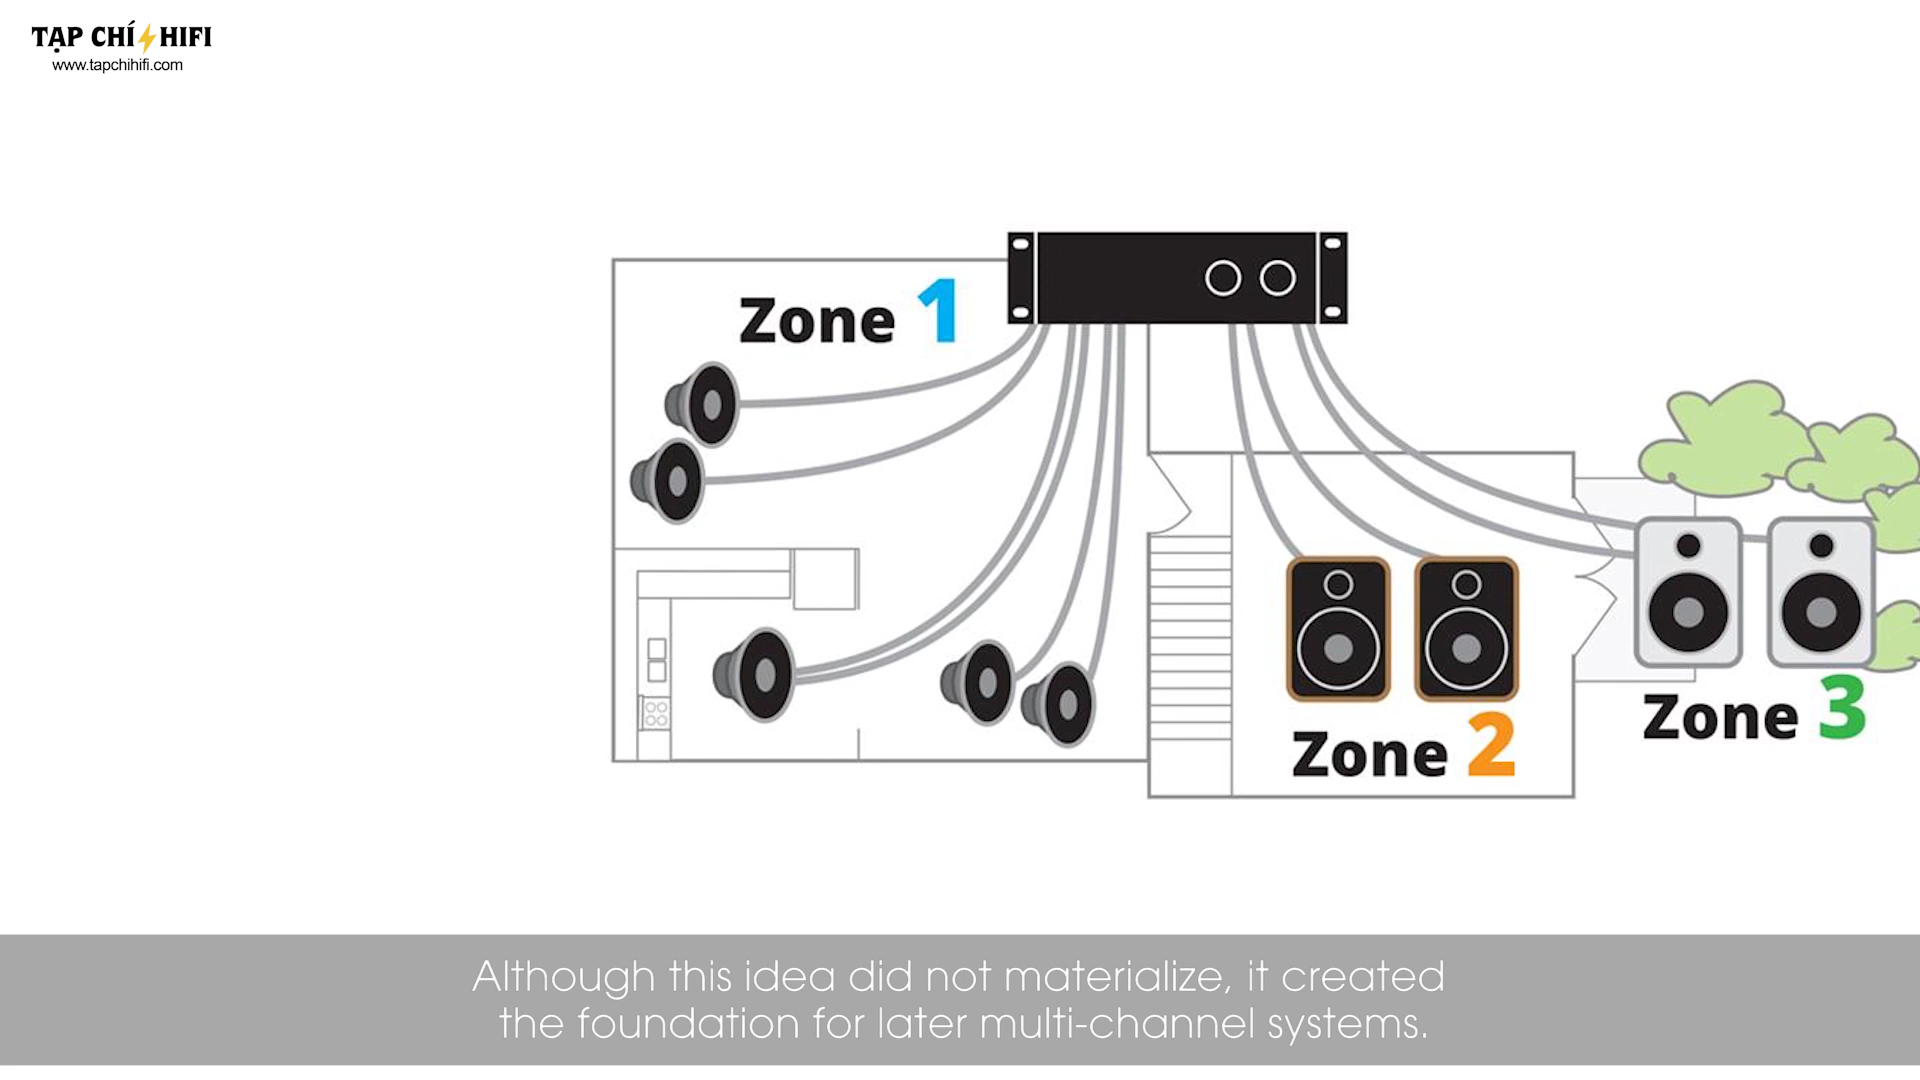 TẠP CHÍ HIFI
www.tapchihifi.com
Zone 1
Zone 2
Zone 3
Although this idea did not materialize, it created
the foundation for later multi-channel systems.